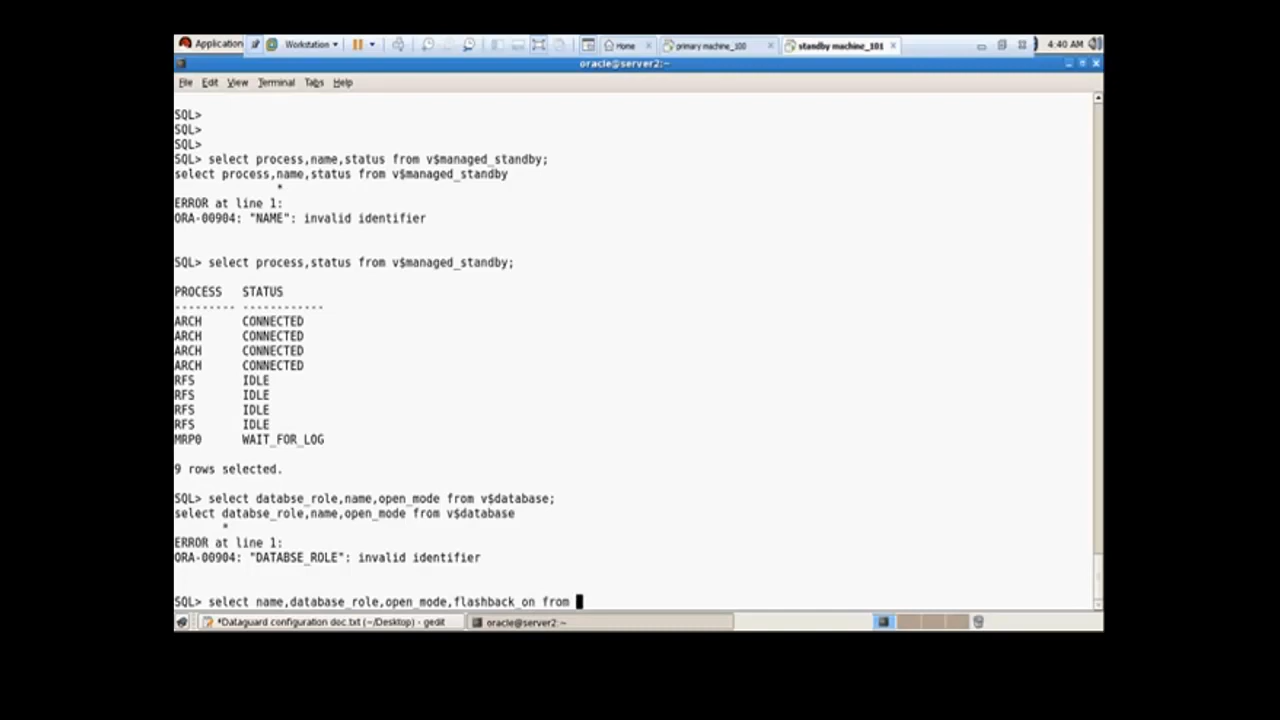 Application Workstation Home primary machine_100 standby machine_101 4:40 AM
oracle@server2:~
File Edit View Terminal Tabs Help
SQL>
SQL>
SQL>
SQL> select process,name,status from v$managed_standby;
select process,name,status from v$managed_standby
*
ERROR at line 1:
ORA-00904: "NAME": invalid identifier
SQL> select process,status from v$managed_standby;
PROCESS STATUS
--------- ------------
ARCH CONNECTED
ARCH CONNECTED
ARCH CONNECTED
ARCH CONNECTED
RFS IDLE
RFS IDLE
RFS IDLE
RFS IDLE
MRP0 WAIT_FOR_LOG
9 rows selected.
SQL> select databse_role,name,open_mode from v$database;
select databse_role,name,open_mode from v$database
*
ERROR at line 1:
ORA-00904: "DATABSE_ROLE": invalid identifier
SQL> select name,database_role,open_mode,flashback_on from
*Dataguard configuration doc.txt (~/Desktop) - gedit oracle@server2:~